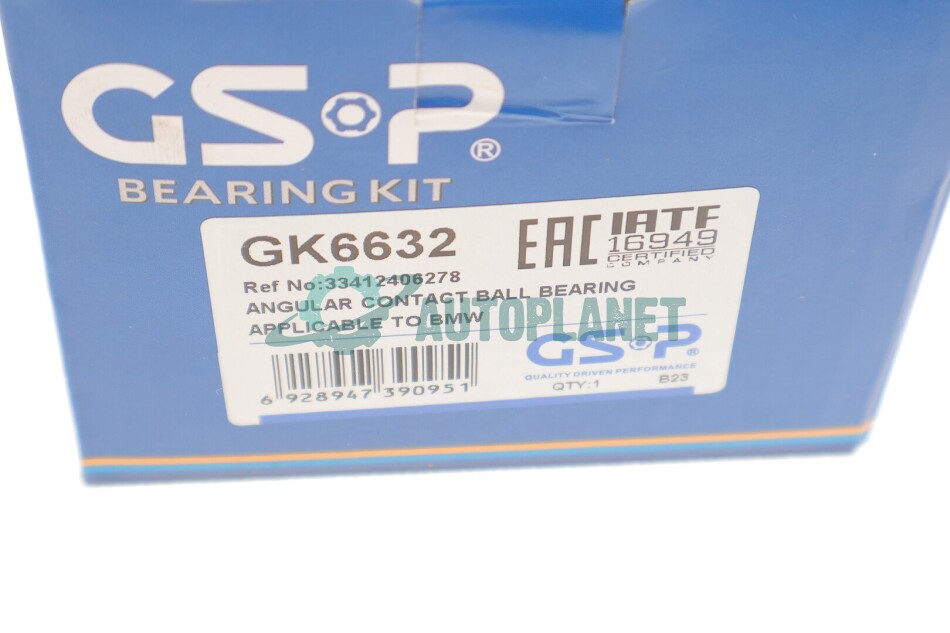 GS·P®
BEARING KIT
GK6632
EAC
IATF
16949
CERTIFIED
COMPANY
Ref No:33412406278
ANGULAR CONTACT BALL BEARING
APPLICABLE TO BMW
AUTOPLANET
GS·P®
QUALITY DRIVEN PERFORMANCE
QTY:1 B23
6 928947 390951